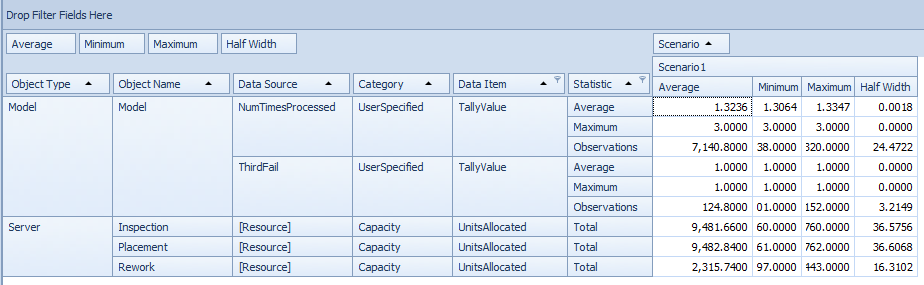 Drop Filter Fields Here
Average Minimum Maximum Half Width Scenario
Scenario1
Object Type Object Name Data Source Category Data Item Statistic Average Minimum Maximum Half Width
Model Model NumTimesProcessed UserSpecified TallyValue Average 1.3236 1.3064 1.3347 0.0018
Maximum 3.0000 3.0000 3.0000 0.0000
Observations 7,140.8000 38.0000 320.0000 24.4722
ThirdFail UserSpecified TallyValue Average 1.0000 1.0000 1.0000 0.0000
Maximum 1.0000 1.0000 1.0000 0.0000
Observations 124.8000 01.0000 152.0000 3.2149
Server Inspection [Resource] Capacity UnitsAllocated Total 9,481.6600 60.0000 760.0000 36.5756
Placement [Resource] Capacity UnitsAllocated Total 9,482.8400 61.0000 762.0000 36.6068
Rework [Resource] Capacity UnitsAllocated Total 2,315.7400 97.0000 443.0000 16.3102